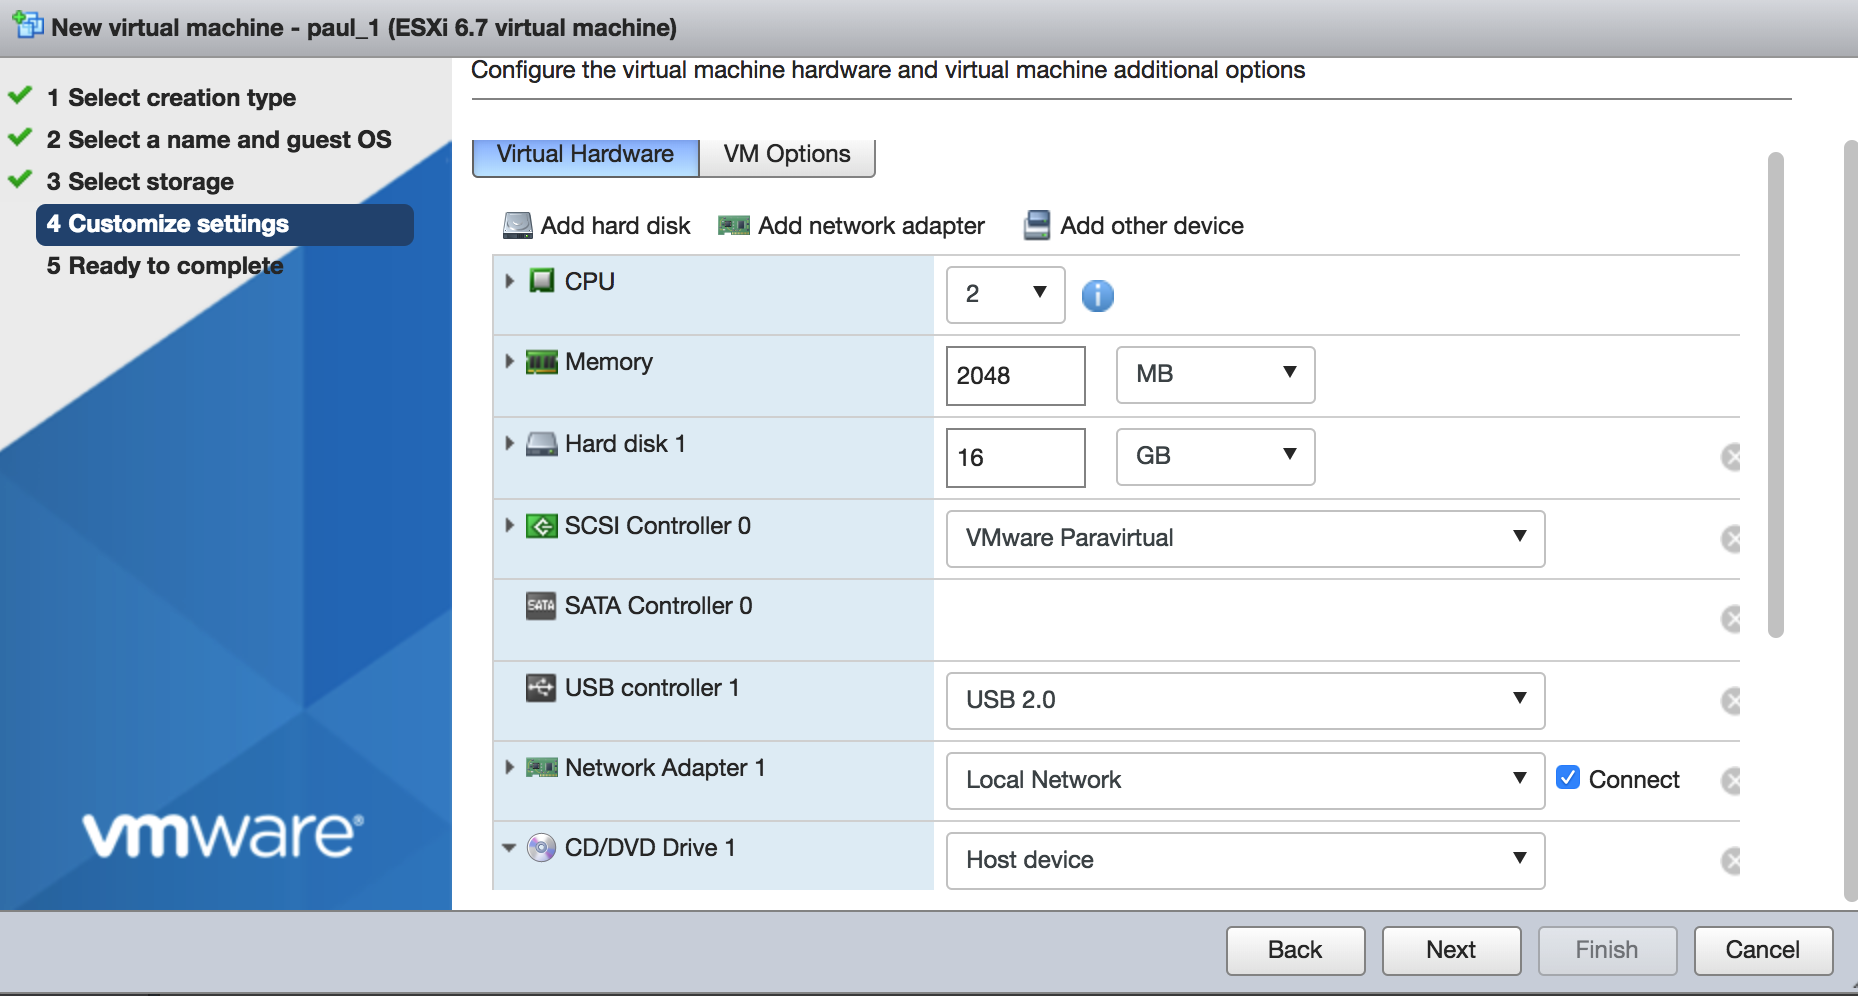 New virtual machine - paul_1 (ESXi 6.7 virtual machine)
1 Select creation type
2 Select a name and guest OS
3 Select storage
4 Customize settings
5 Ready to complete
vmware®
Configure the virtual machine hardware and virtual machine additional options
Virtual Hardware VM Options
Add hard disk Add network adapter Add other device
CPU 2
Memory 2048 MB
Hard disk 1 16 GB
SCSI Controller 0 VMware Paravirtual
SATA SATA Controller 0
USB controller 1 USB 2.0
Network Adapter 1 Local Network Connect
CD/DVD Drive 1 Host device
Back Next Finish Cancel